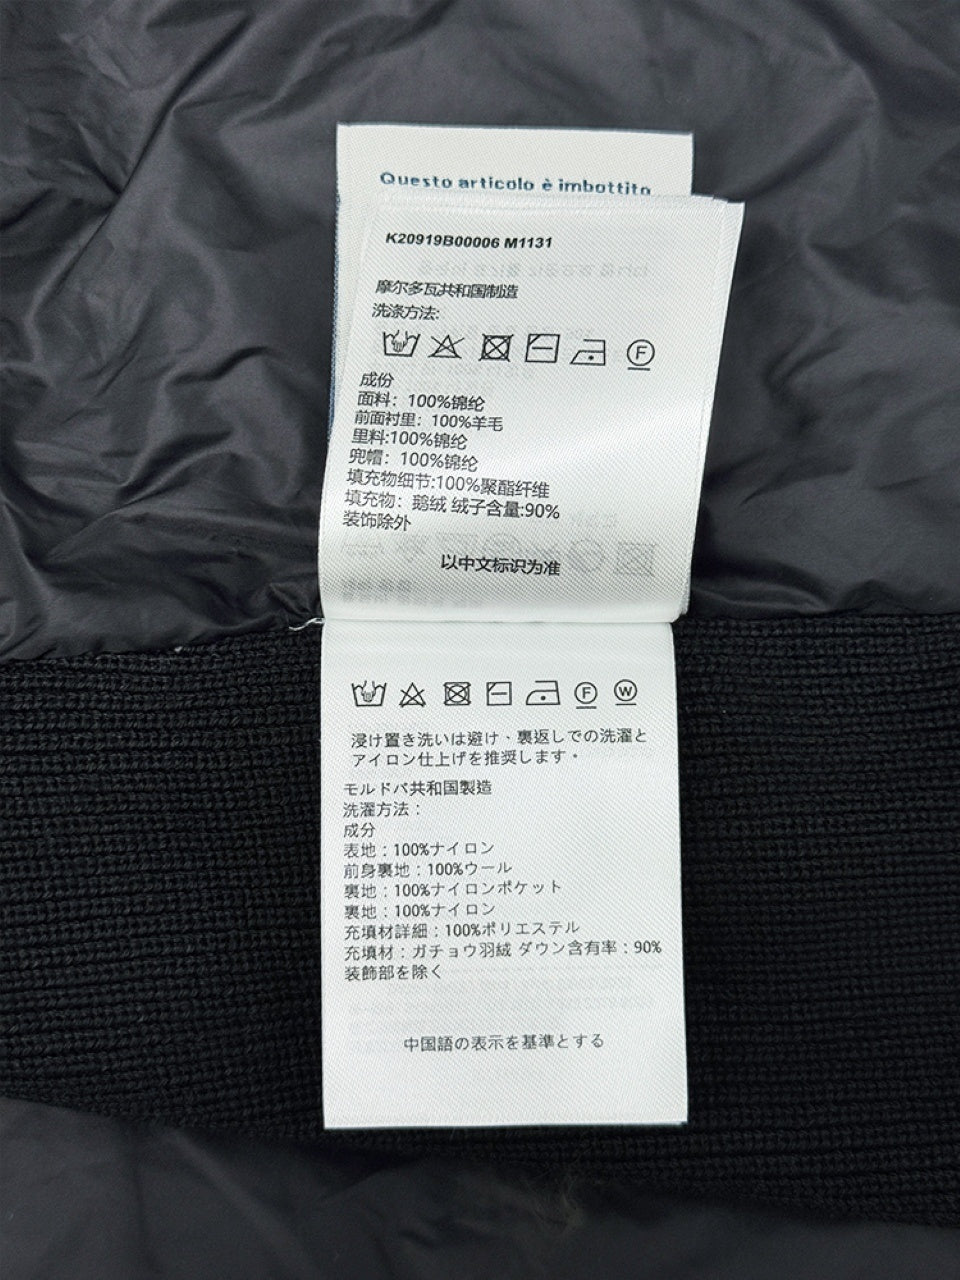 Questo articolo è imbottito
K20919B00006 M1131
摩尔多瓦共和国制造
洗涤方法:
F
成份
面料：100%锦纶
前面衬里：100%羊毛
里料:100%锦纶
兜帽：100%锦纶
填充物细节:100%聚酯纤维
填充物：鹅绒 绒子含量:90%
装饰除外
以中文标识为准
F W
浸け置き洗いは避け、裏返しでの洗濯と
アイロン仕上げを推奨します・
モルドバ共和国製造
洗濯方法：
成分
表地：100%ナイロン
前身裏地：100%ウール
裏地：100%ナイロンポケット
裏地：100%ナイロン
充填材詳細：100%ポリエステル
充填材：ガチョウ羽絨 ダウン含有率：90%
装飾部を除く
中国語の表示を基準とする